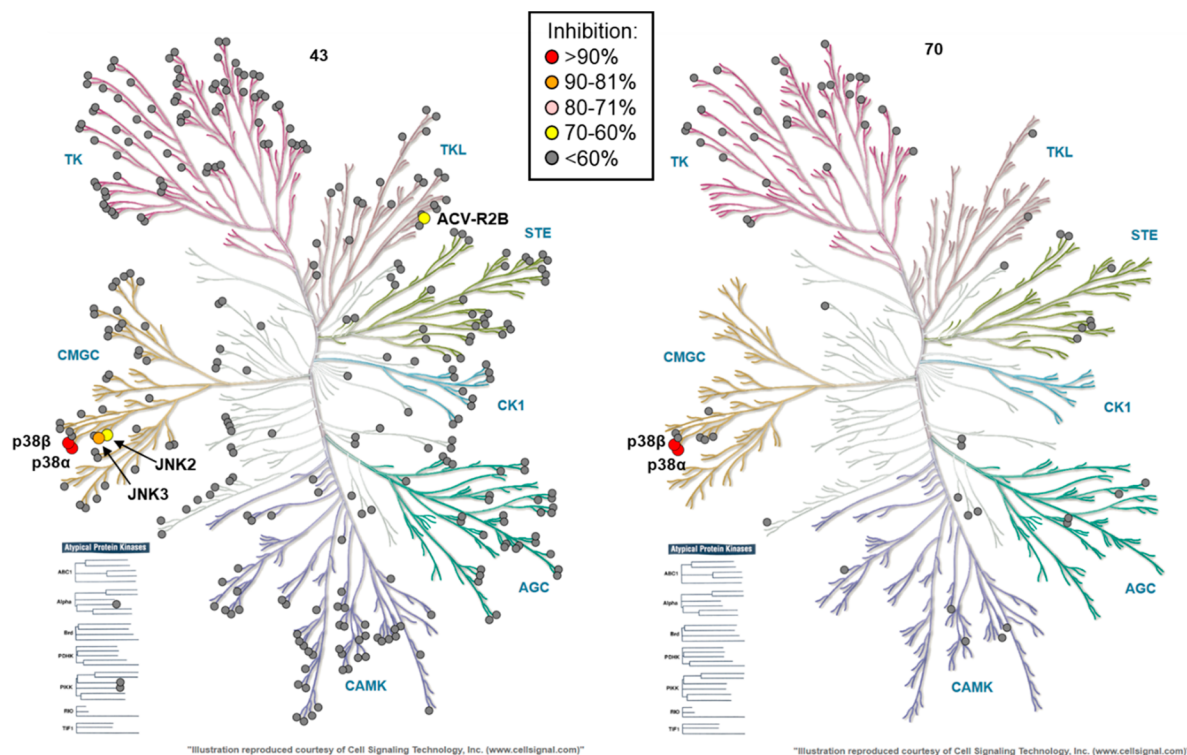 43
Inhibition:
>90%
90-81%
80-71%
70-60%
<60%
70
TK
TKL
ACV-R2B
STE
CMGC
CK1
p38β
p38α
JNK2
JNK3
AGC
CAMK
Atypical Protein Kinases
ABC1
Alpha
Brd
PDHK
PIKK
RIO
TIF1
"Illustration reproduced courtesy of Cell Signaling Technology, Inc. (www.cellsignal.com)"
TK
TKL
STE
CMGC
CK1
p38β
p38α
AGC
CAMK
Atypical Protein Kinases
ABC1
Alpha
Brd
PDHK
PIKK
RIO
TIF1
"Illustration reproduced courtesy of Cell Signaling Technology, Inc. (www.cellsignal.com)"